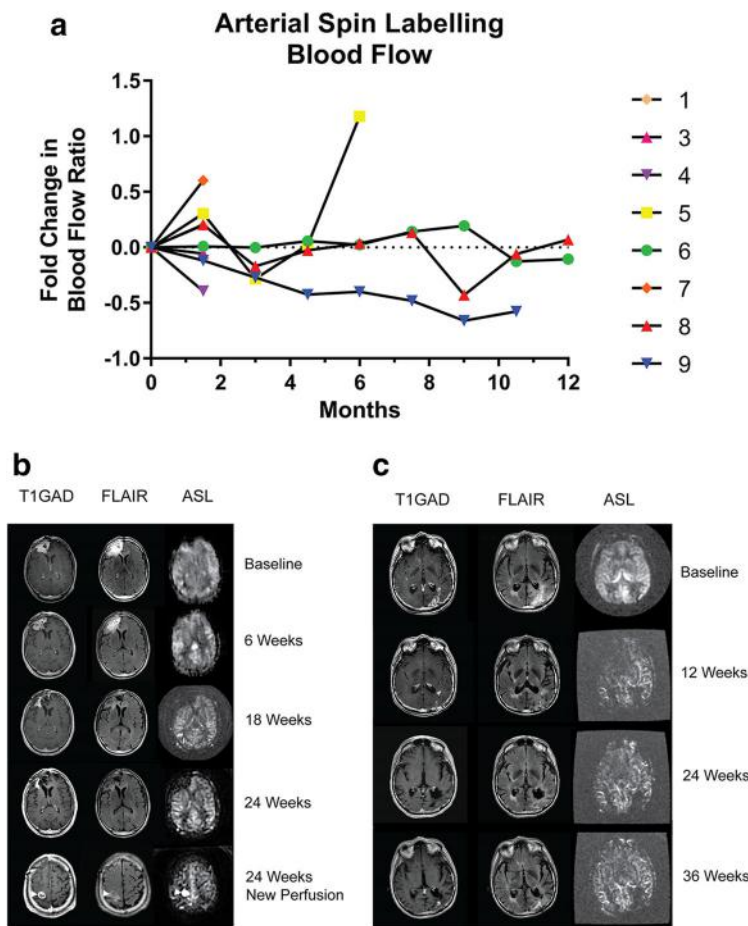 a
Arterial Spin Labelling
Blood Flow
Fold Change in
Blood Flow Ratio
1.5
1.0
0.5
0.0
-0.5
-1.0
0
2
4
6
8
10
12
Months
1
3
4
5
6
7
8
9
b
T1GAD
FLAIR
ASL
Baseline
6 Weeks
18 Weeks
24 Weeks
24 Weeks
New Perfusion
c
T1GAD
FLAIR
ASL
Baseline
12 Weeks
24 Weeks
36 Weeks